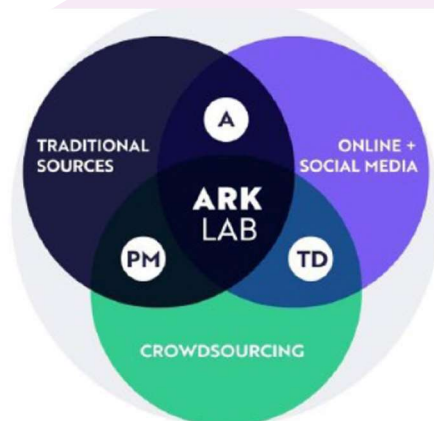 A
TRADITIONAL
SOURCES
ONLINE +
SOCIAL MEDIA
ARK
LAB
PM
TD
CROWDSOURCING